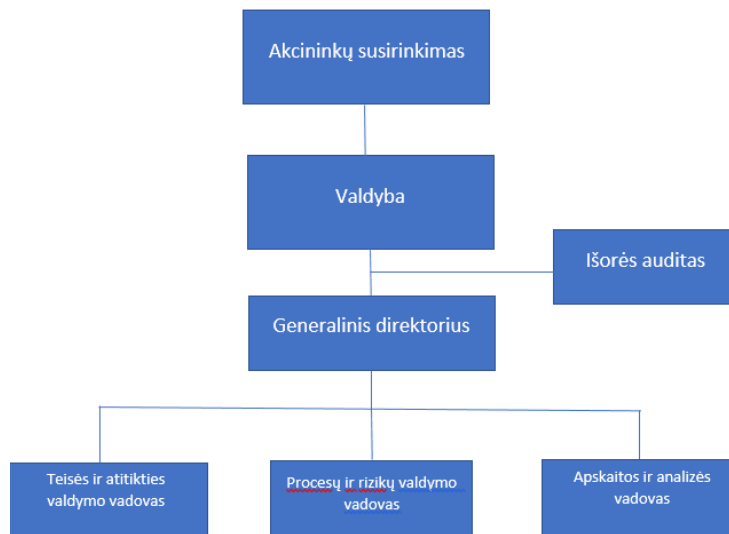 Akcininkų susirinkimas
Valdyba
Išorės auditas
Generalinis direktorius
Teisės ir atitikties
valdymo vadovas
Procesų ir rizikų valdymo
vadovas
Apskaitos ir analizės
vadovas